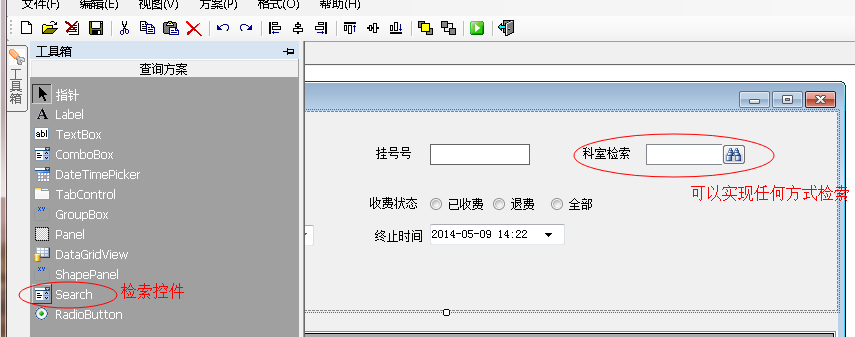 文件(F) 编辑(E) 视图(V) 方案(P) 格式(O) 帮助(H)
工具箱
工具箱
查询方案
指针
A Label
abl TextBox
ComboBox
DateTimePicker
TabControl
GroupBox
Panel
DataGridView
ShapePanel
Search
检索控件
RadioButton
挂号号
科室检索
可以实现任何方式检索
收费状态 已收费 退费 全部
终止时间 2014-05-09 14:22